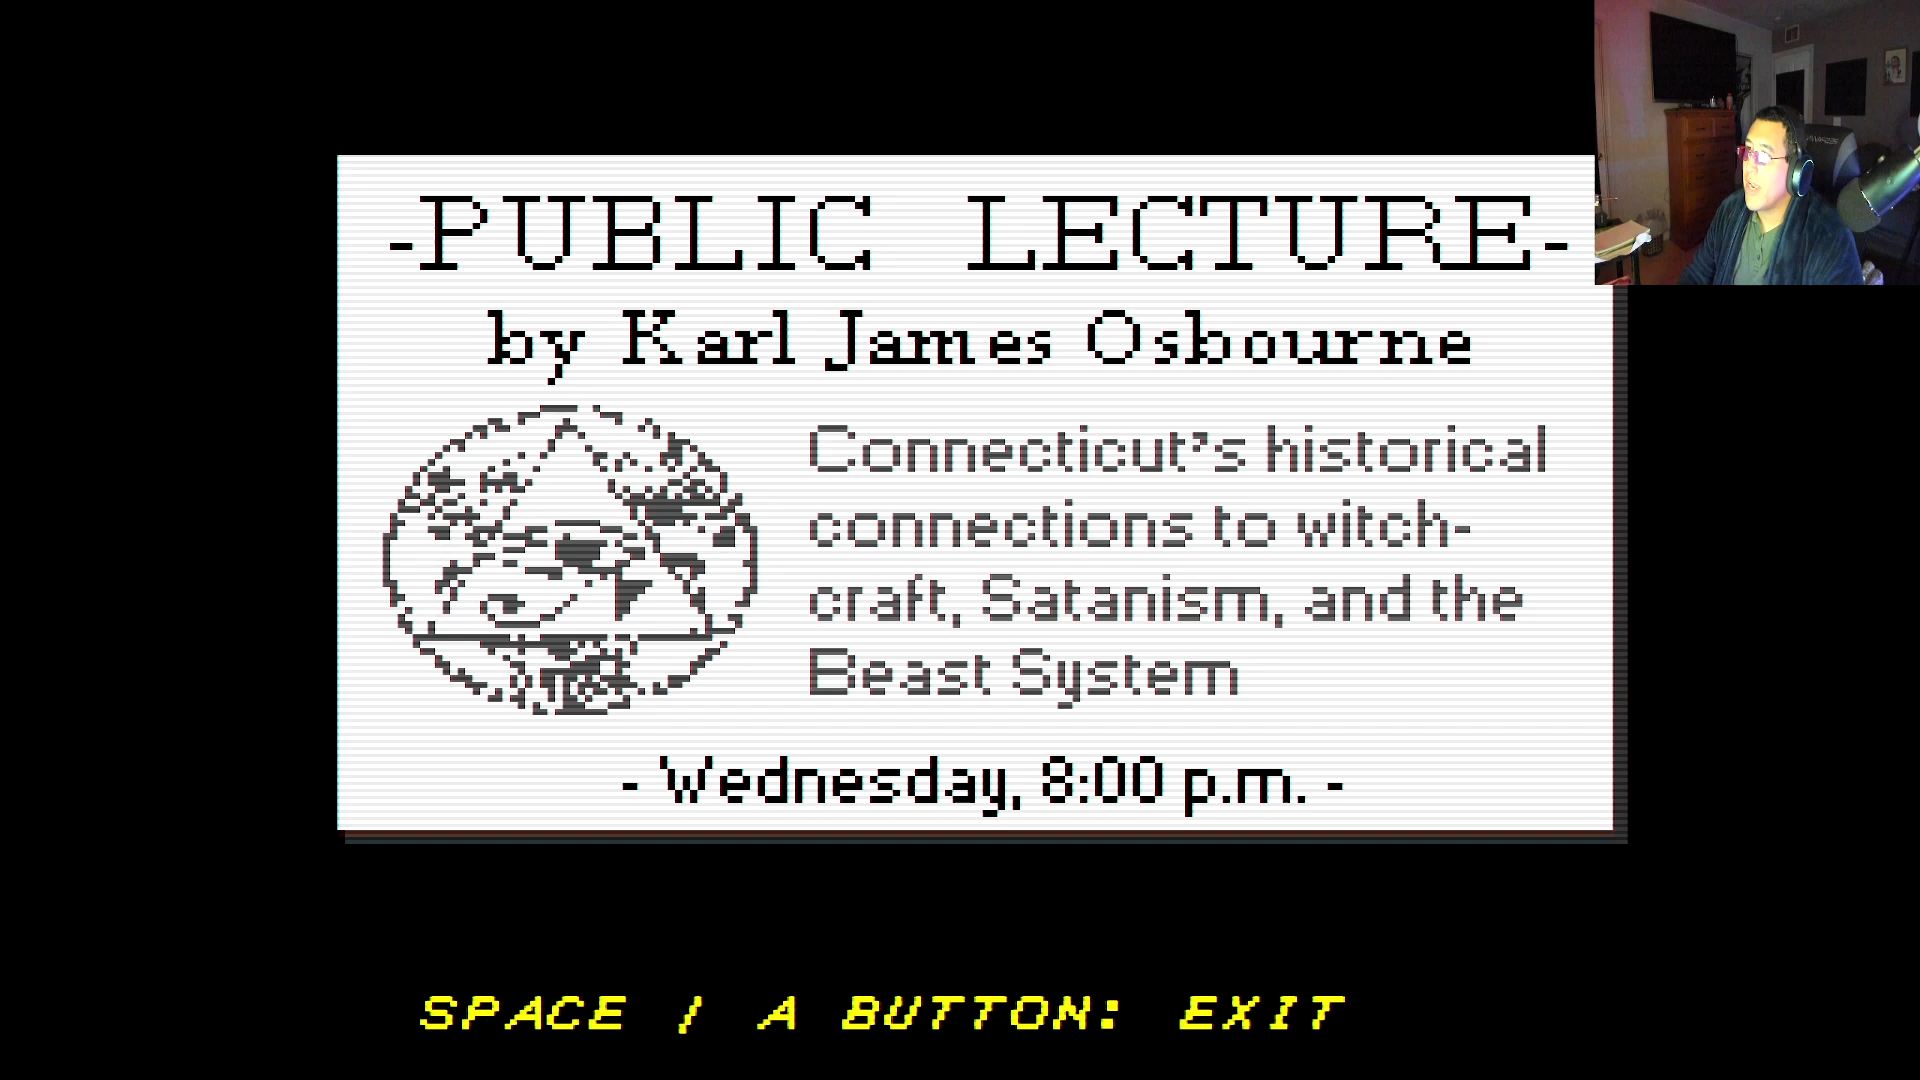 -PUBLIC LECTURE-
by Karl James Osbourne
Connecticut's historical
connections to witch-
craft, Satanism, and the
Beast System
- Wednesday, 8:00 p.m. -
SPACE / A BUTTON: EXIT